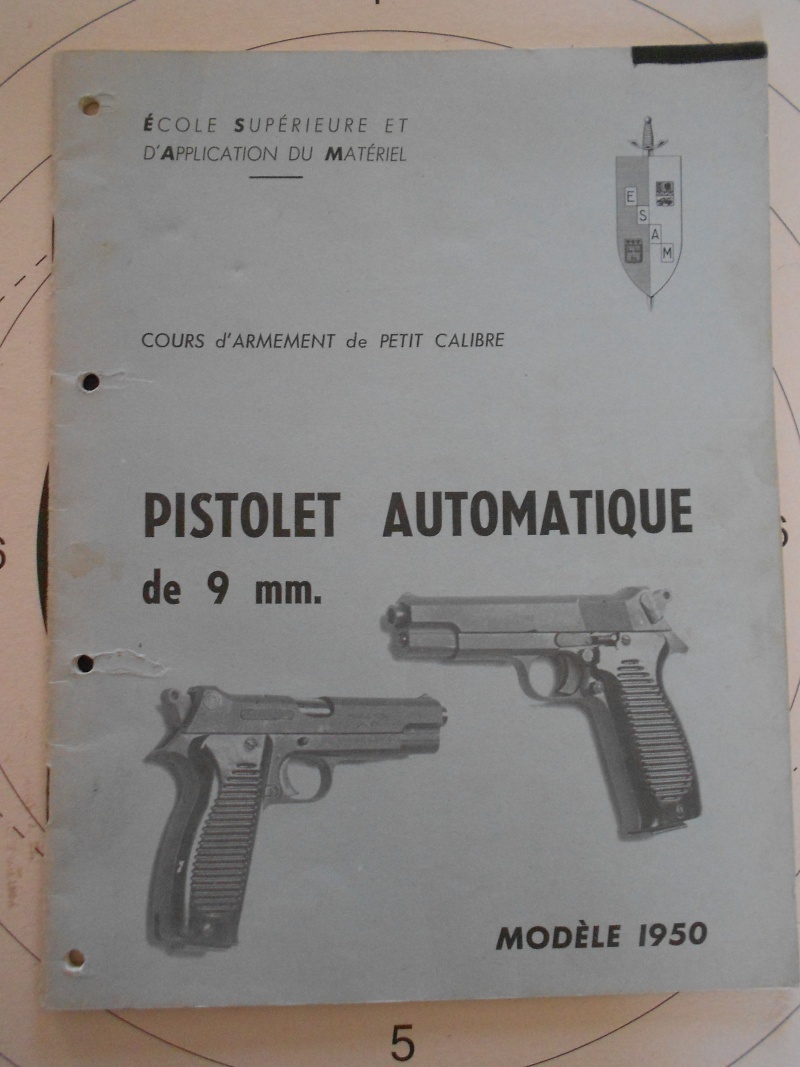 ÉCOLE SUPÉRIEURE ET
D'APPLICATION DU MATÉRIEL
E
S
A
M
COURS d'ARMEMENT de PETIT CALIBRE
PISTOLET AUTOMATIQUE
de 9 mm.
MODÈLE 1950
5